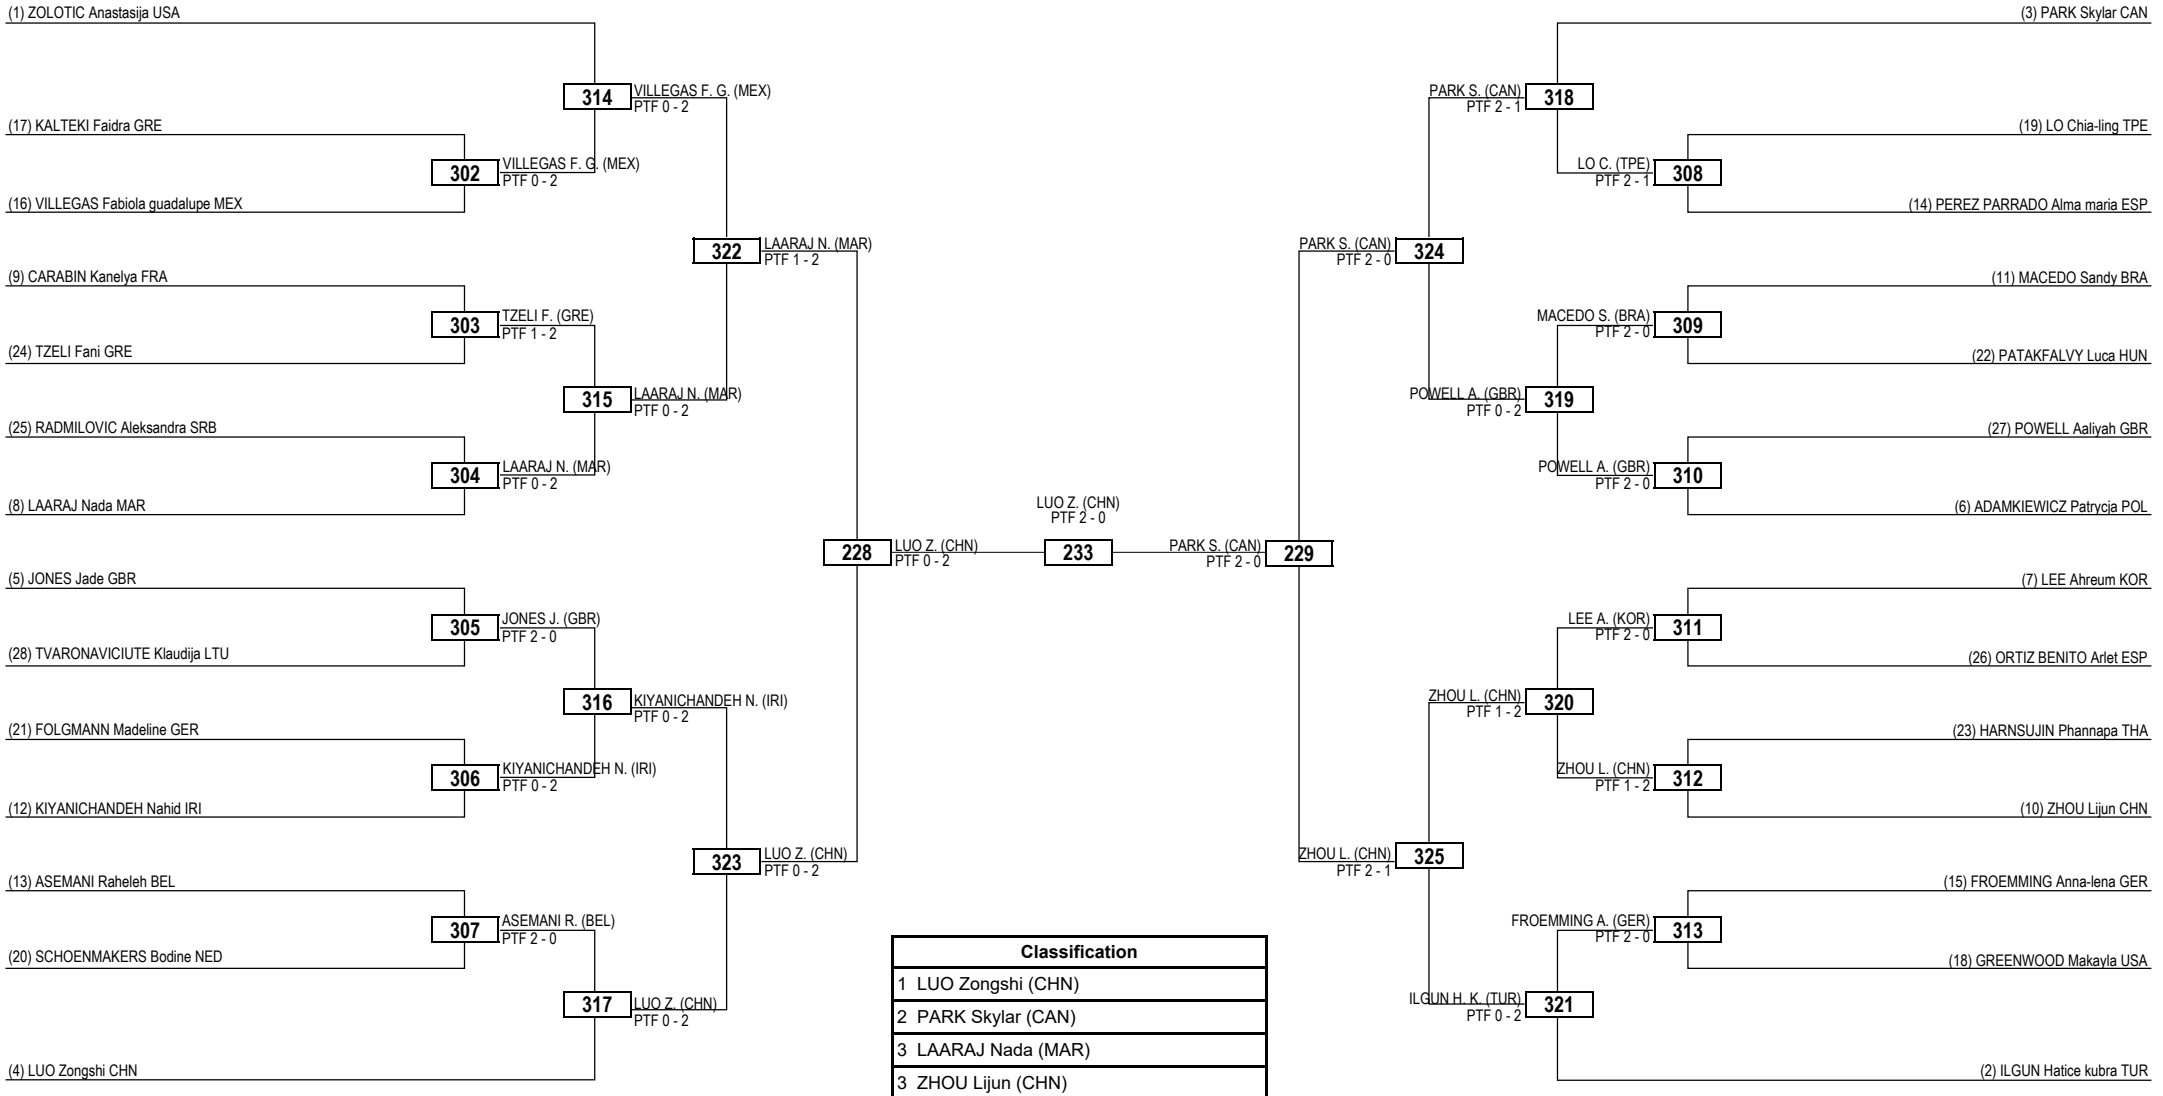 (1) ZOLOTIC Anastasija USA
314
VILLEGAS F. G. (MEX)
PTF 0 - 2
(17) KALTEKI Faidra GRE
302
VILLEGAS F. G. (MEX)
PTF 0 - 2
(16) VILLEGAS Fabiola guadalupe MEX
322
LAARAJ N. (MAR)
PTF 1 - 2
(9) CARABIN Kanelya FRA
303
TZELI F. (GRE)
PTF 1 - 2
(24) TZELI Fani GRE
315
LAARAJ N. (MAR)
PTF 0 - 2
(25) RADMILOVIC Aleksandra SRB
304
LAARAJ N. (MAR)
PTF 0 - 2
(8) LAARAJ Nada MAR
228
LUO Z. (CHN)
PTF 0 - 2
(5) JONES Jade GBR
305
JONES J. (GBR)
PTF 2 - 0
(28) TVARONAVICIUTE Klaudija LTU
316
KIYANICHANDEH N. (IRI)
PTF 0 - 2
(21) FOLGMANN Madeline GER
306
KIYANICHANDEH N. (IRI)
PTF 0 - 2
(12) KIYANICHANDEH Nahid IRI
323
LUO Z. (CHN)
PTF 0 - 2
(13) ASEMANI Raheleh BEL
307
ASEMANI R. (BEL)
PTF 2 - 0
(20) SCHOENMAKERS Bodine NED
317
LUO Z. (CHN)
PTF 0 - 2
(4) LUO Zongshi CHN
LUO Z. (CHN)
PTF 2 - 0
233
(3) PARK Skylar CAN
PARK S. (CAN)
PTF 2 - 1
318
(19) LO Chia-ling TPE
LO C. (TPE)
PTF 2 - 1
308
(14) PEREZ PARRADO Alma maria ESP
PARK S. (CAN)
PTF 2 - 0
324
(11) MACEDO Sandy BRA
MACEDO S. (BRA)
PTF 2 - 0
309
(22) PATAKFALVY Luca HUN
POWELL A. (GBR)
PTF 0 - 2
319
(27) POWELL Aaliyah GBR
POWELL A. (GBR)
PTF 2 - 0
310
(6) ADAMKIEWICZ Patrycja POL
PARK S. (CAN)
PTF 2 - 0
229
(7) LEE Ahreum KOR
LEE A. (KOR)
PTF 2 - 0
311
(26) ORTIZ BENITO Arlet ESP
ZHOU L. (CHN)
PTF 1 - 2
320
(23) HARNSUJIN Phannapa THA
ZHOU L. (CHN)
PTF 1 - 2
312
(10) ZHOU Lijun CHN
ZHOU L. (CHN)
PTF 2 - 1
325
(15) FROEMMING Anna-lena GER
FROEMMING A. (GER)
PTF 2 - 0
313
(18) GREENWOOD Makayla USA
ILGUN H. K. (TUR)
PTF 0 - 2
321
(2) ILGUN Hatice kubra TUR
Classification
1 LUO Zongshi (CHN)
2 PARK Skylar (CAN)
3 LAARAJ Nada (MAR)
3 ZHOU Lijun (CHN)